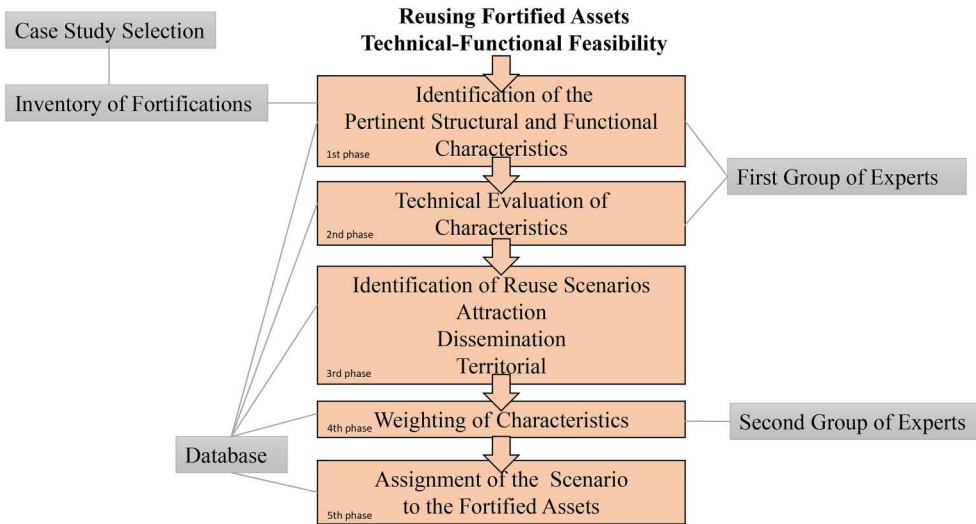 Reusing Fortified Assets
Technical-Functional Feasibility
Case Study Selection
Inventory of Fortifications
Identification of the
Pertinent Structural and Functional
Characteristics
1st phase
First Group of Experts
Technical Evaluation of
Characteristics
2nd phase
Identification of Reuse Scenarios
Attraction
Dissemination
Territorial
3rd phase
4th phase
Weighting of Characteristics
Second Group of Experts
Database
Assignment of the Scenario
to the Fortified Assets
5th phase